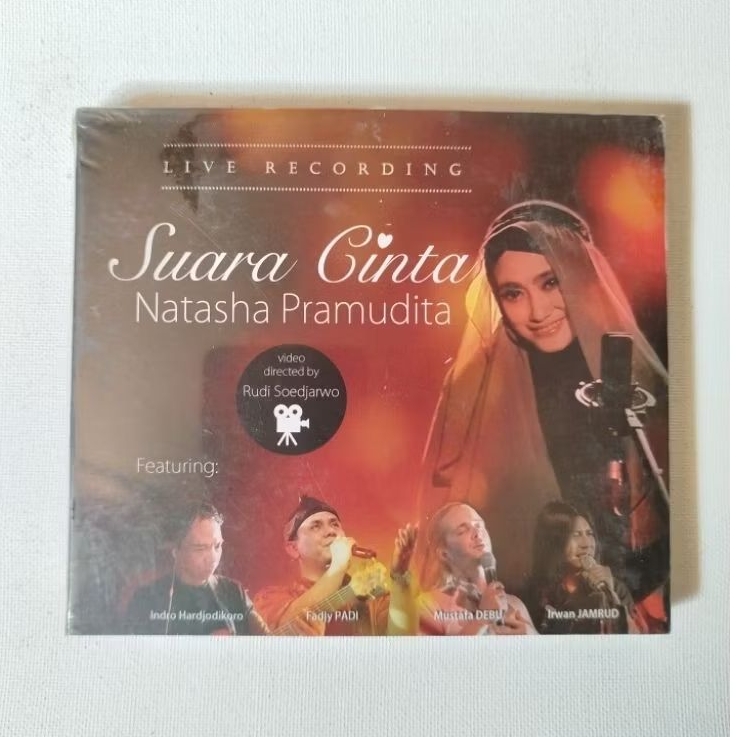 LIVE RECORDING
Suara Cinta
Natasha Pramudita
video
directed by
Rudi Soedjarwo
Featuring:
Indro Hardjodikoro
Fadly PADI
Mustafa DEBU
Irwan JAMRUD